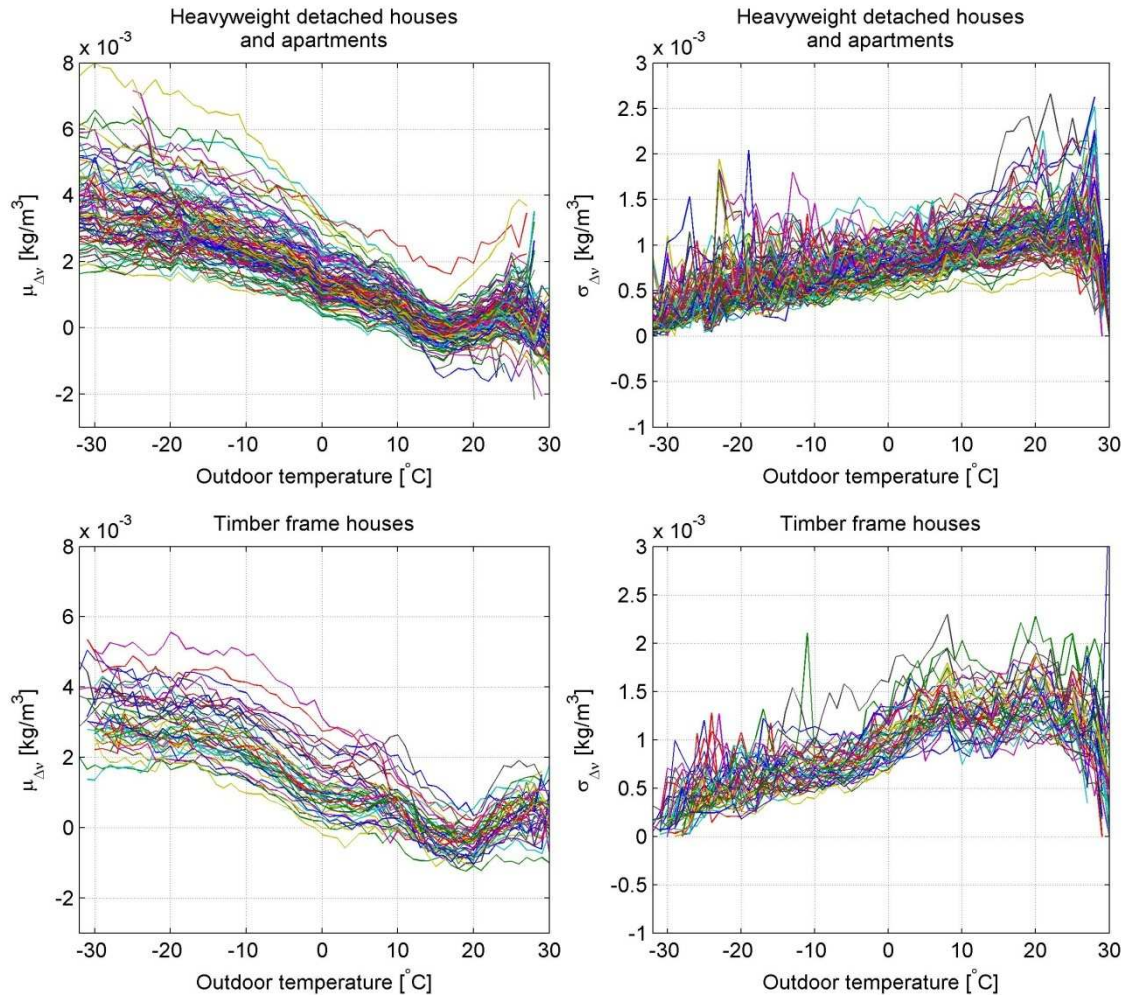 Heavyweight detached houses
and apartments
x 10^-3
8
6
4
2
0
-2
-30 -20 -10 0 10 20 30
μ_Δν [kg/m^3]
Outdoor temperature [°C]
Heavyweight detached houses
and apartments
x 10^-3
3
2.5
2
1.5
1
0.5
0
-0.5
-1
-30 -20 -10 0 10 20 30
σ_Δν [kg/m^3]
Outdoor temperature [°C]
Timber frame houses
x 10^-3
8
6
4
2
0
-2
-30 -20 -10 0 10 20 30
μ_Δν [kg/m^3]
Outdoor temperature [°C]
Timber frame houses
x 10^-3
3
2.5
2
1.5
1
0.5
0
-0.5
-1
-30 -20 -10 0 10 20 30
σ_Δν [kg/m^3]
Outdoor temperature [°C]